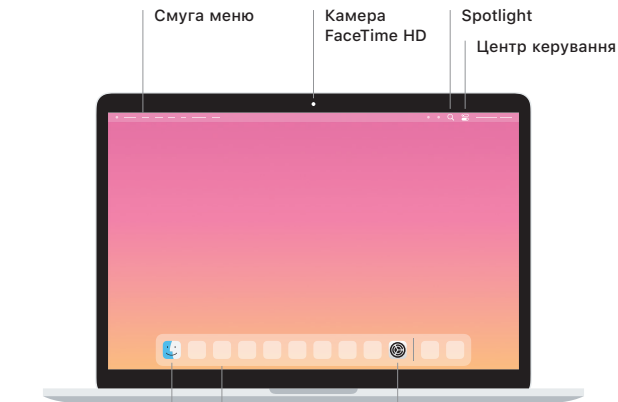 Смуга меню
Камера
FaceTime HD
Spotlight
Центр керування